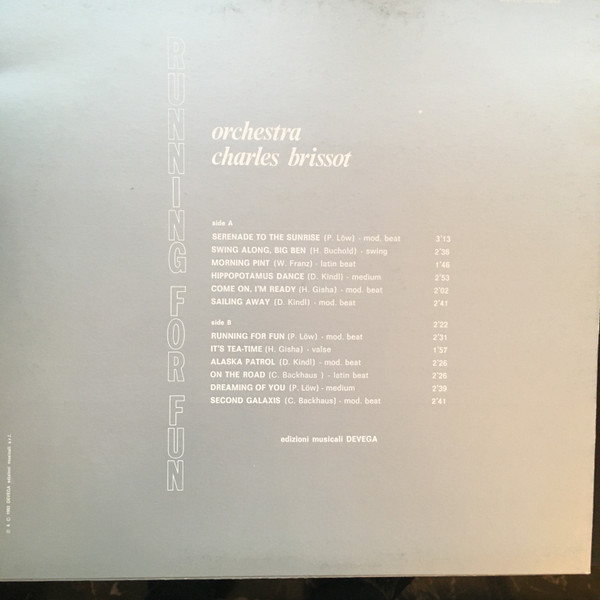 RUNNING FOR FUN
orchestra
charles brissot
side A
SERENADE TO THE SUNRISE (P. Löw) - mod. beat 3'13
SWING ALONG, BIG BEN (H. Buchold) - swing 2'36
MORNING PINT (W. Franz) - latin beat 1'48
HIPPOPOTAMUS DANCE (D. Kindl) - medium 2'53
COME ON, I'M READY (H. Gisha) - mod. beat 2'02
SAILING AWAY (D. Kindl) - mod. beat 2'41
side B 2'22
RUNNING FOR FUN (P. Löw) - mod. beat 2'31
IT'S TEA-TIME (H. Gisha) - valse 1'57
ALASKA PATROL (D. Kindl) - mod. beat 2'26
ON THE ROAD (C. Backhaus ) - latin beat 2'26
DREAMING OF YOU (P. Löw) - medium 2'39
SECOND GALAXIS (C. Backhaus) - mod. beat 2'41
edizioni musicali DEVEGA
DEVEGA edizioni musicali s.r.l.